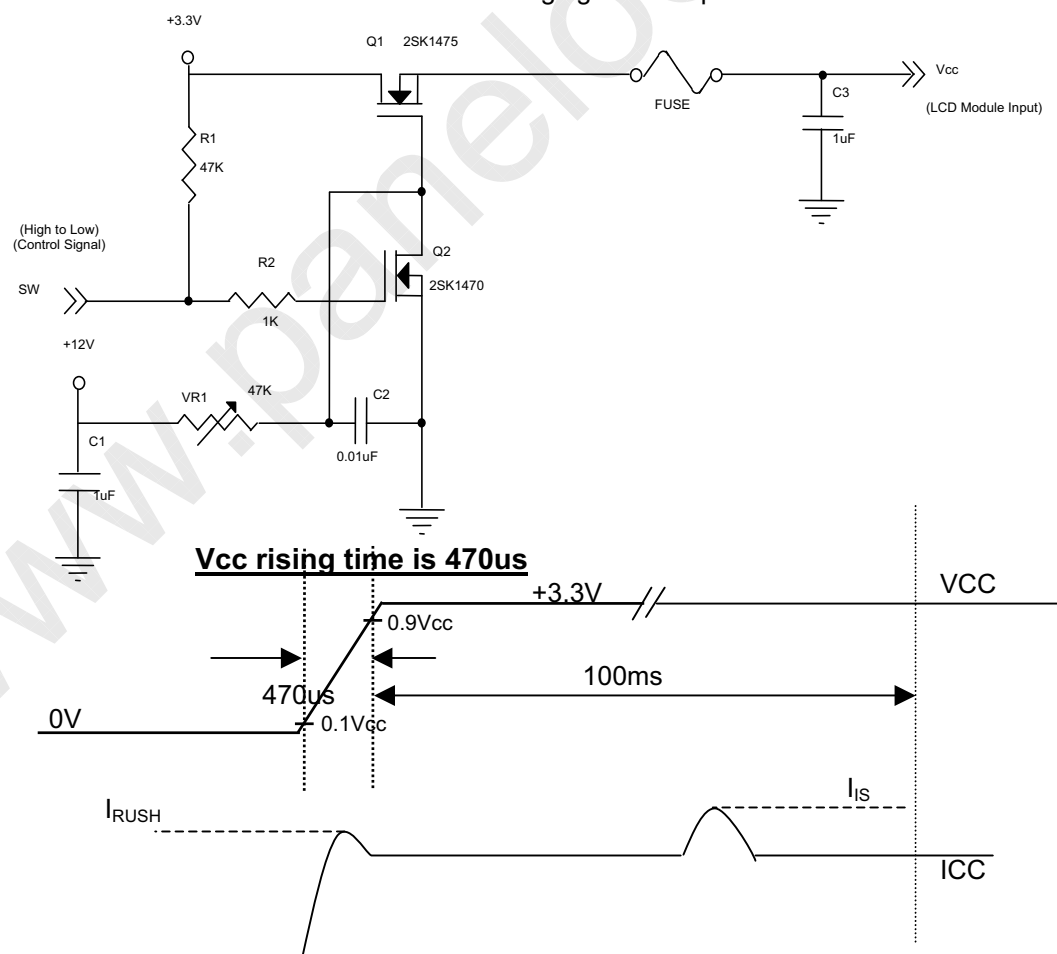 +3.3V
Q1 2SK1475
Vcc
FUSE
C3
(LCD Module Input)
R1
47K
1uF
(High to Low)
(Control Signal)
Q2
R2
SW
2SK1470
1K
+12V
VR1 47K
C2
C1
0.01uF
1uF
Vcc rising time is 470us
+3.3V
VCC
0.9Vcc
470us
100ms
0V
0.1Vcc
IRUSH
IIS
ICC